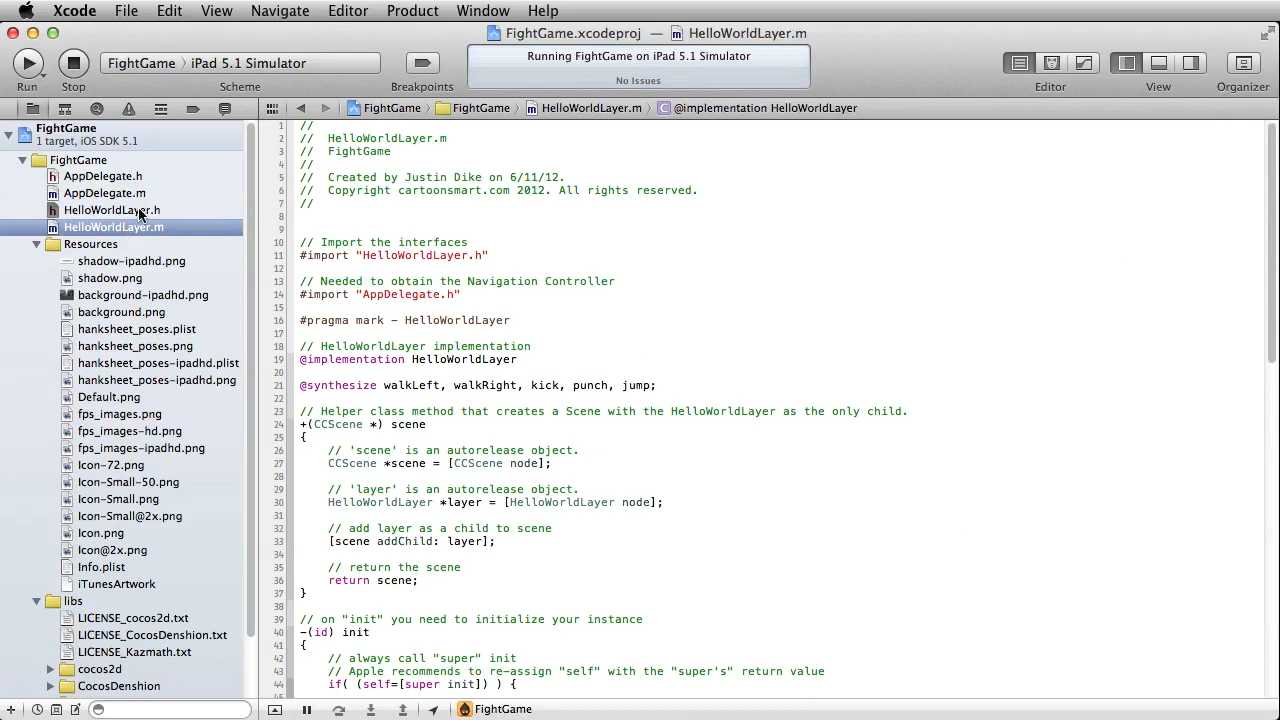 Xcode File Edit View Navigate Editor Product Window Help
FightGame.xcodeproj — HelloWorldLayer.m
FightGame 〉 iPad 5.1 Simulator
Running FightGame on iPad 5.1 Simulator
No Issues
Run Stop Scheme Breakpoints Editor View Organizer
FightGame 〉 FightGame 〉 HelloWorldLayer.m 〉 @implementation HelloWorldLayer
FightGame
1 target, iOS SDK 5.1
FightGame
AppDelegate.h
AppDelegate.m
HelloWorldLayer.h
HelloWorldLayer.m
Resources
shadow-ipadhd.png
shadow.png
background-ipadhd.png
background.png
hanksheet_poses.plist
hanksheet_poses.png
hanksheet_poses-ipadhd.plist
hanksheet_poses-ipadhd.png
Default.png
fps_images.png
fps_images-hd.png
fps_images-ipadhd.png
Icon-72.png
Icon-Small-50.png
Icon-Small.png
Icon-Small@2x.png
Icon.png
Icon@2x.png
Info.plist
iTunesArtwork
libs
LICENSE_cocos2d.txt
LICENSE_CocosDenshion.txt
LICENSE_Kazmath.txt
cocos2d
CocosDenshion
1 //
2 // HelloWorldLayer.m
3 // FightGame
4 //
5 // Created by Justin Dike on 6/11/12.
6 // Copyright cartoonsmart.com 2012. All rights reserved.
7 //
8
9
10 // Import the interfaces
11 #import "HelloWorldLayer.h"
12
13 // Needed to obtain the Navigation Controller
14 #import "AppDelegate.h"
15
16 #pragma mark - HelloWorldLayer
17
18 // HelloWorldLayer implementation
19 @implementation HelloWorldLayer
20
21 @synthesize walkLeft, walkRight, kick, punch, jump;
22
23 // Helper class method that creates a Scene with the HelloWorldLayer as the only child.
24 +(CCScene *) scene
25 {
26 // 'scene' is an autorelease object.
27 CCScene *scene = [CCScene node];
28
29 // 'layer' is an autorelease object.
30 HelloWorldLayer *layer = [HelloWorldLayer node];
31
32 // add layer as a child to scene
33 [scene addChild: layer];
34
35 // return the scene
36 return scene;
37 }
38
39 // on "init" you need to initialize your instance
40 -(id) init
41 {
42 // always call "super" init
43 // Apple recommends to re-assign "self" with the "super's" return value
44 if( (self=[super init]) ) {
FightGame